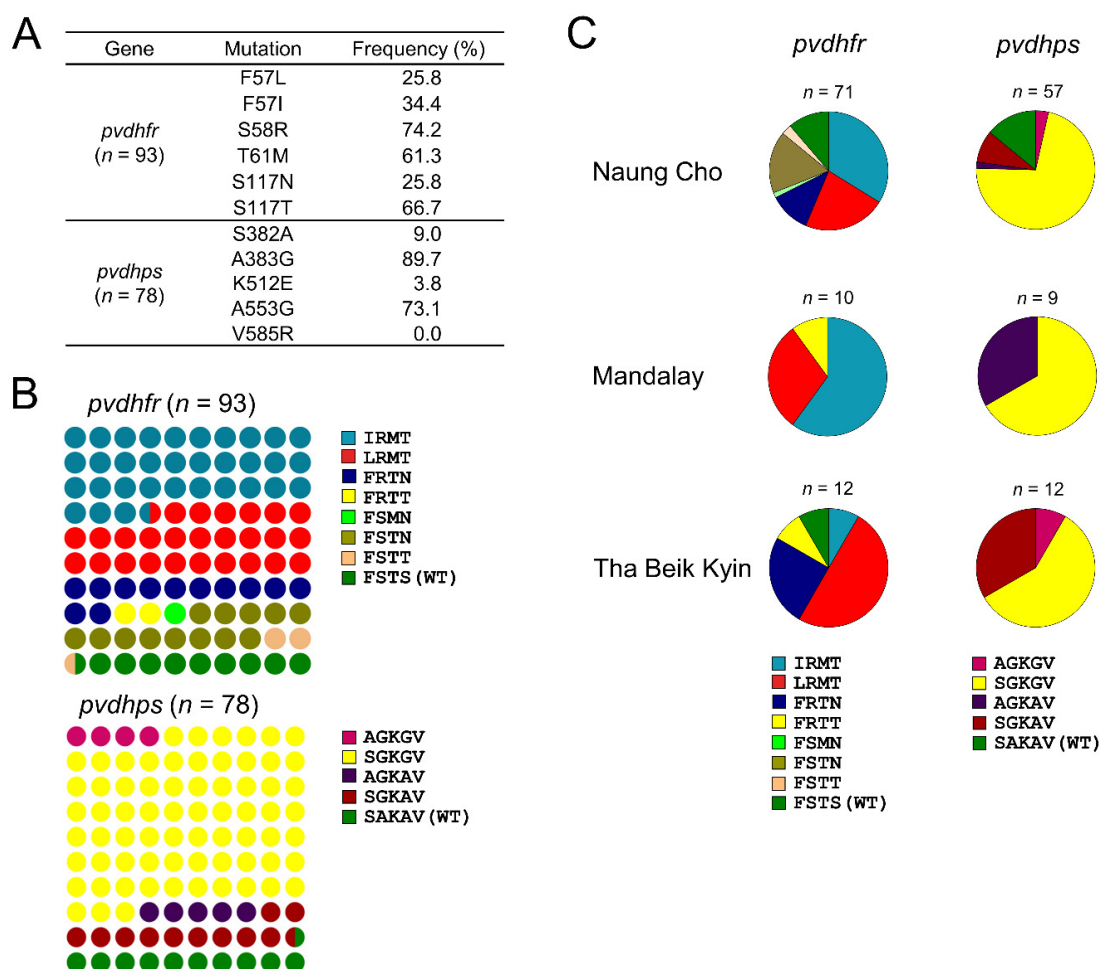 A
Gene Mutation Frequency (%)
pvdhfr
(n = 93)
F57L 25.8
F57I 34.4
S58R 74.2
T61M 61.3
S117N 25.8
S117T 66.7
pvdhps
(n = 78)
S382A 9.0
A383G 89.7
K512E 3.8
A553G 73.1
V585R 0.0
B
pvdhfr (n = 93)
IRMT
LRMT
FRTN
FRTT
FSMN
FSTN
FSTT
FSTS(WT)
pvdhps (n = 78)
AGKGV
SGKGV
AGKAV
SGKAV
SAKAV(WT)
C
pvdhfr pvdhps
n = 71 n = 57
Naung Cho
n = 10 n = 9
Mandalay
n = 12 n = 12
Tha Beik Kyin
IRMT
LRMT
FRTN
FRTT
FSMN
FSTN
FSTT
FSTS(WT)
AGKGV
SGKGV
AGKAV
SGKAV
SAKAV(WT)